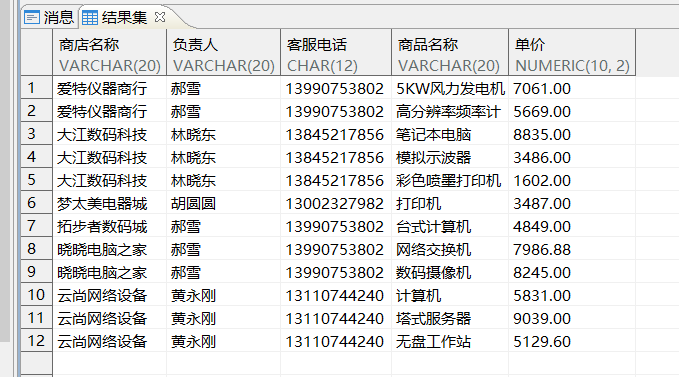 消息 结果集
商店名称 负责人 客服电话 商品名称 单价
VARCHAR(20) VARCHAR(20) CHAR(12) VARCHAR(20) NUMERIC(10, 2)
1 爱特仪器商行 郝雪 13990753802 5KW风力发电机 7061.00
2 爱特仪器商行 郝雪 13990753802 高分辨率频率计 5669.00
3 大江数码科技 林晓东 13845217856 笔记本电脑 8835.00
4 大江数码科技 林晓东 13845217856 模拟示波器 3486.00
5 大江数码科技 林晓东 13845217856 彩色喷墨打印机 1602.00
6 梦太美电器城 胡圆圆 13002327982 打印机 3487.00
7 拓步者数码城 郝雪 13990753802 台式计算机 4849.00
8 晓晓电脑之家 郝雪 13990753802 网络交换机 7986.88
9 晓晓电脑之家 郝雪 13990753802 数码摄像机 8245.00
10 云尚网络设备 黄永刚 13110744240 计算机 5831.00
11 云尚网络设备 黄永刚 13110744240 塔式服务器 9039.00
12 云尚网络设备 黄永刚 13110744240 无盘工作站 5129.60